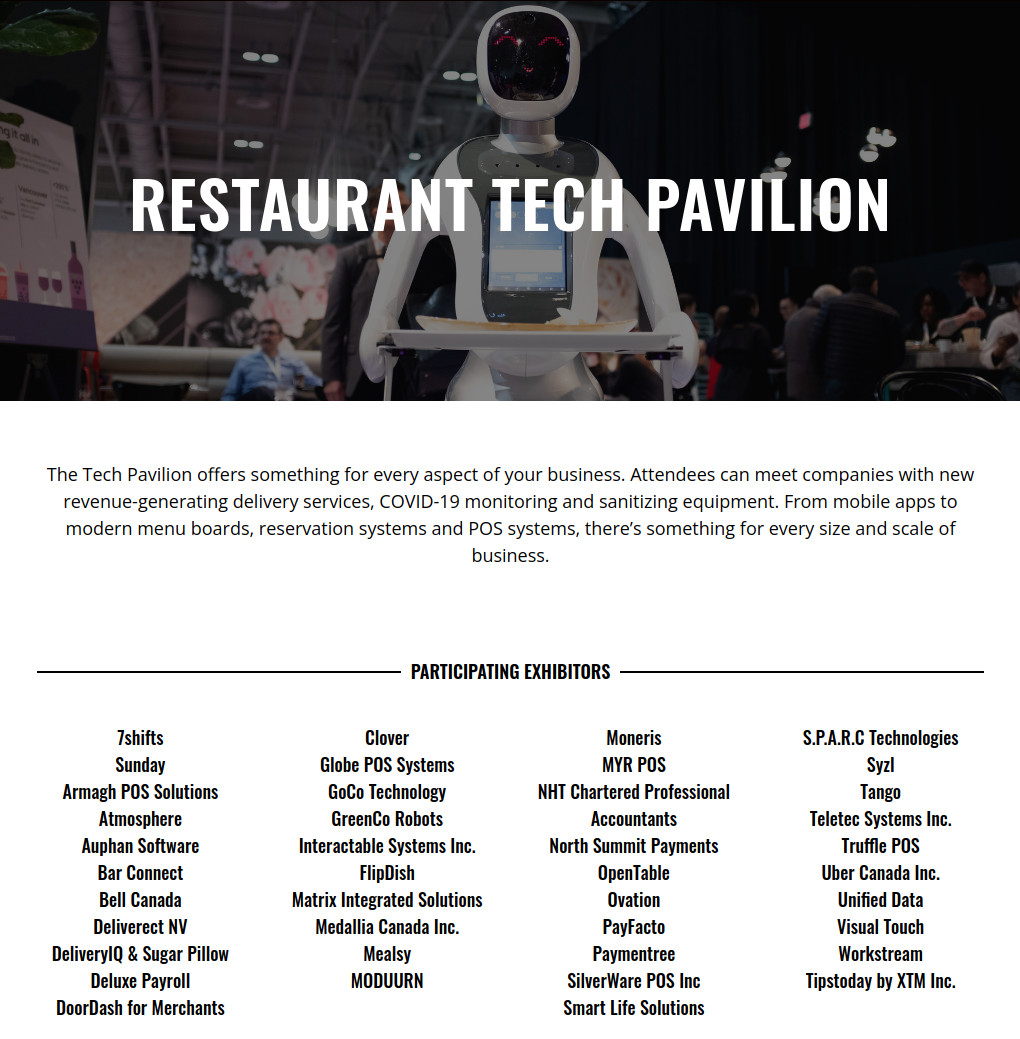 ng it all in
RESTAURANT TECH PAVILION
The Tech Pavilion offers something for every aspect of your business. Attendees can meet companies with new
revenue-generating delivery services, COVID-19 monitoring and sanitizing equipment. From mobile apps to
modern menu boards, reservation systems and POS systems, there’s something for every size and scale of
business.
PARTICIPATING EXHIBITORS
7shifts
Sunday
Armagh POS Solutions
Atmosphere
Auphan Software
Bar Connect
Bell Canada
Deliverect NV
DeliveryIQ & Sugar Pillow
Deluxe Payroll
DoorDash for Merchants
Clover
Globe POS Systems
GoCo Technology
GreenCo Robots
Interactable Systems Inc.
FlipDish
Matrix Integrated Solutions
Medallia Canada Inc.
Mealsy
MODUURN
Moneris
MYR POS
NHT Chartered Professional
Accountants
North Summit Payments
OpenTable
Ovation
PayFacto
Paymentree
SilverWare POS Inc
Smart Life Solutions
S.P.A.R.C Technologies
Syzl
Tango
Teletec Systems Inc.
Truffle POS
Uber Canada Inc.
Unified Data
Visual Touch
Workstream
Tipstoday by XTM Inc.